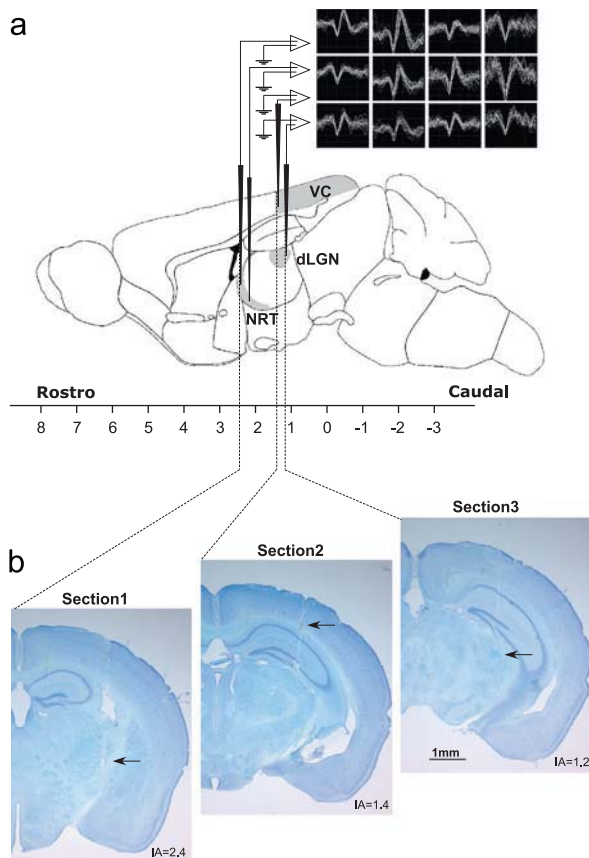 a
VC
dLGN
NRT
Rostro
Caudal
8 7 6 5 4 3 2 1 0 -1 -2 -3
b
Section1
Section2
Section3
1mm
IA=2.4
IA=1.4
IA=1.2